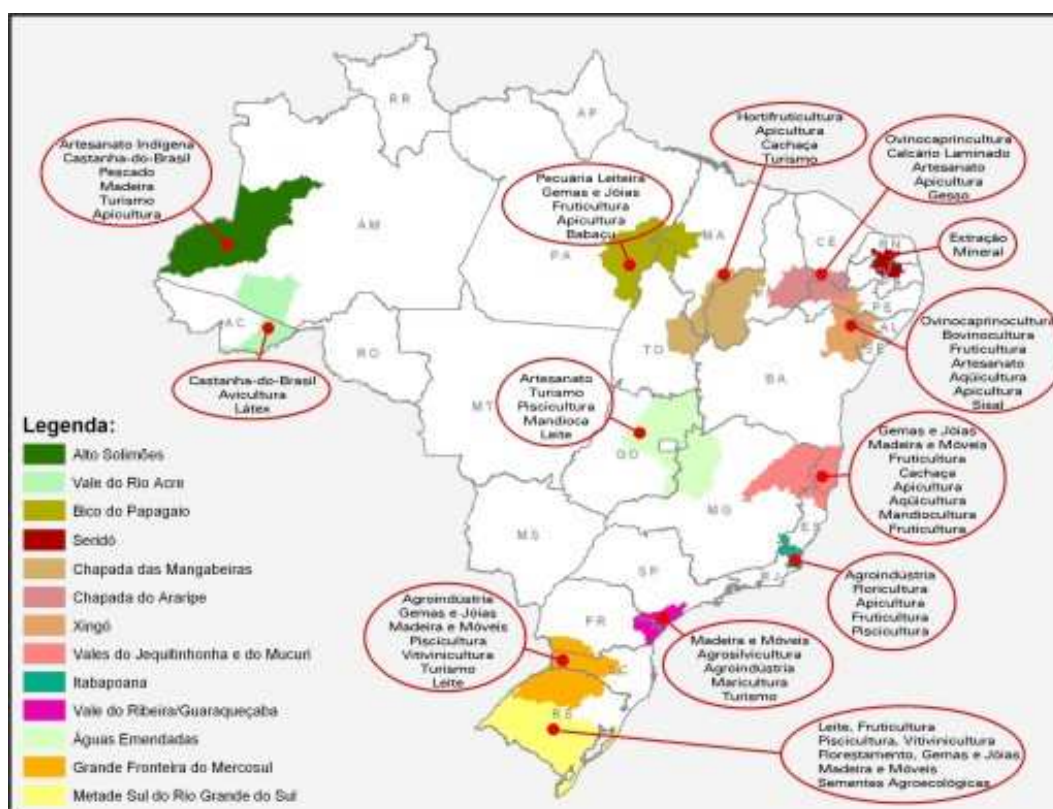 RR
AP
AM
PA
MA
CE
RN
PE
AL
SE
AC
RO
TO
BA
MT
GO
MG
ES
MS
SP
RJ
PR
SC
RS
Artesanato Indígena
Castanha-do-Brasil
Pescado
Madeira
Turismo
Apicultura
Pecuária Leiteira
Gemas e Jóias
Fruticultura
Apicultura
Babaçu
Hortifruticultura
Apicultura
Cachaça
Turismo
Ovinocaprincultura
Calcário Laminado
Artesanato
Apicultura
Gesso
Extração
Mineral
Ovinocaprinocultura
Bovinocultura
Fruticultura
Artesanato
Aqüicultura
Apicultura
Sisal
Castanha-do-Brasil
Avicultura
Látex
Artesanato
Turismo
Piscicultura
Mandioca
Leite
Gemas e Jóias
Madeira e Móveis
Fruticultura
Cachaça
Apicultura
Aqüicultura
Mandiocultura
Fruticultura
Agroindústria
Floricultura
Apicultura
Fruticultura
Piscicultura
Agroindústria
Gemas e Jóias
Madeira e Móveis
Piscicultura
Vitivinicultura
Turismo
Leite
Madeira e Móveis
Agrosilvicultura
Agroindústria
Maricultura
Turismo
Leite, Fruticultura
Piscicultura, Vitivinicultura
Florestamento, Gemas e Jóias
Madeira e Móveis
Sementes Agroecológicas
Legenda:
Alto Solimões
Vale do Rio Acre
Bico do Papagaio
Seridó
Chapada das Mangabeiras
Chapada do Araripe
Xingó
Vales do Jequitinhonha e do Mucuri
Itabapoana
Vale do Ribeira/Guaraqueçaba
Águas Emendadas
Grande Fronteira do Mercosul
Metade Sul do Rio Grande do Sul